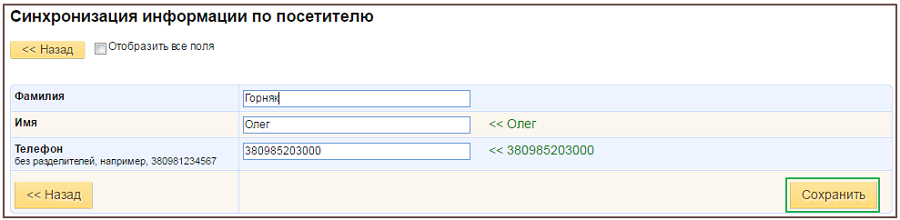 Синхронизация информации по посетителю
<< Назад Отобразить все поля
Фамилия Горняк
Имя Олег << Олег
Телефон 380985203000 << 380985203000
без разделителей, например, 380981234567
<< Назад Сохранить